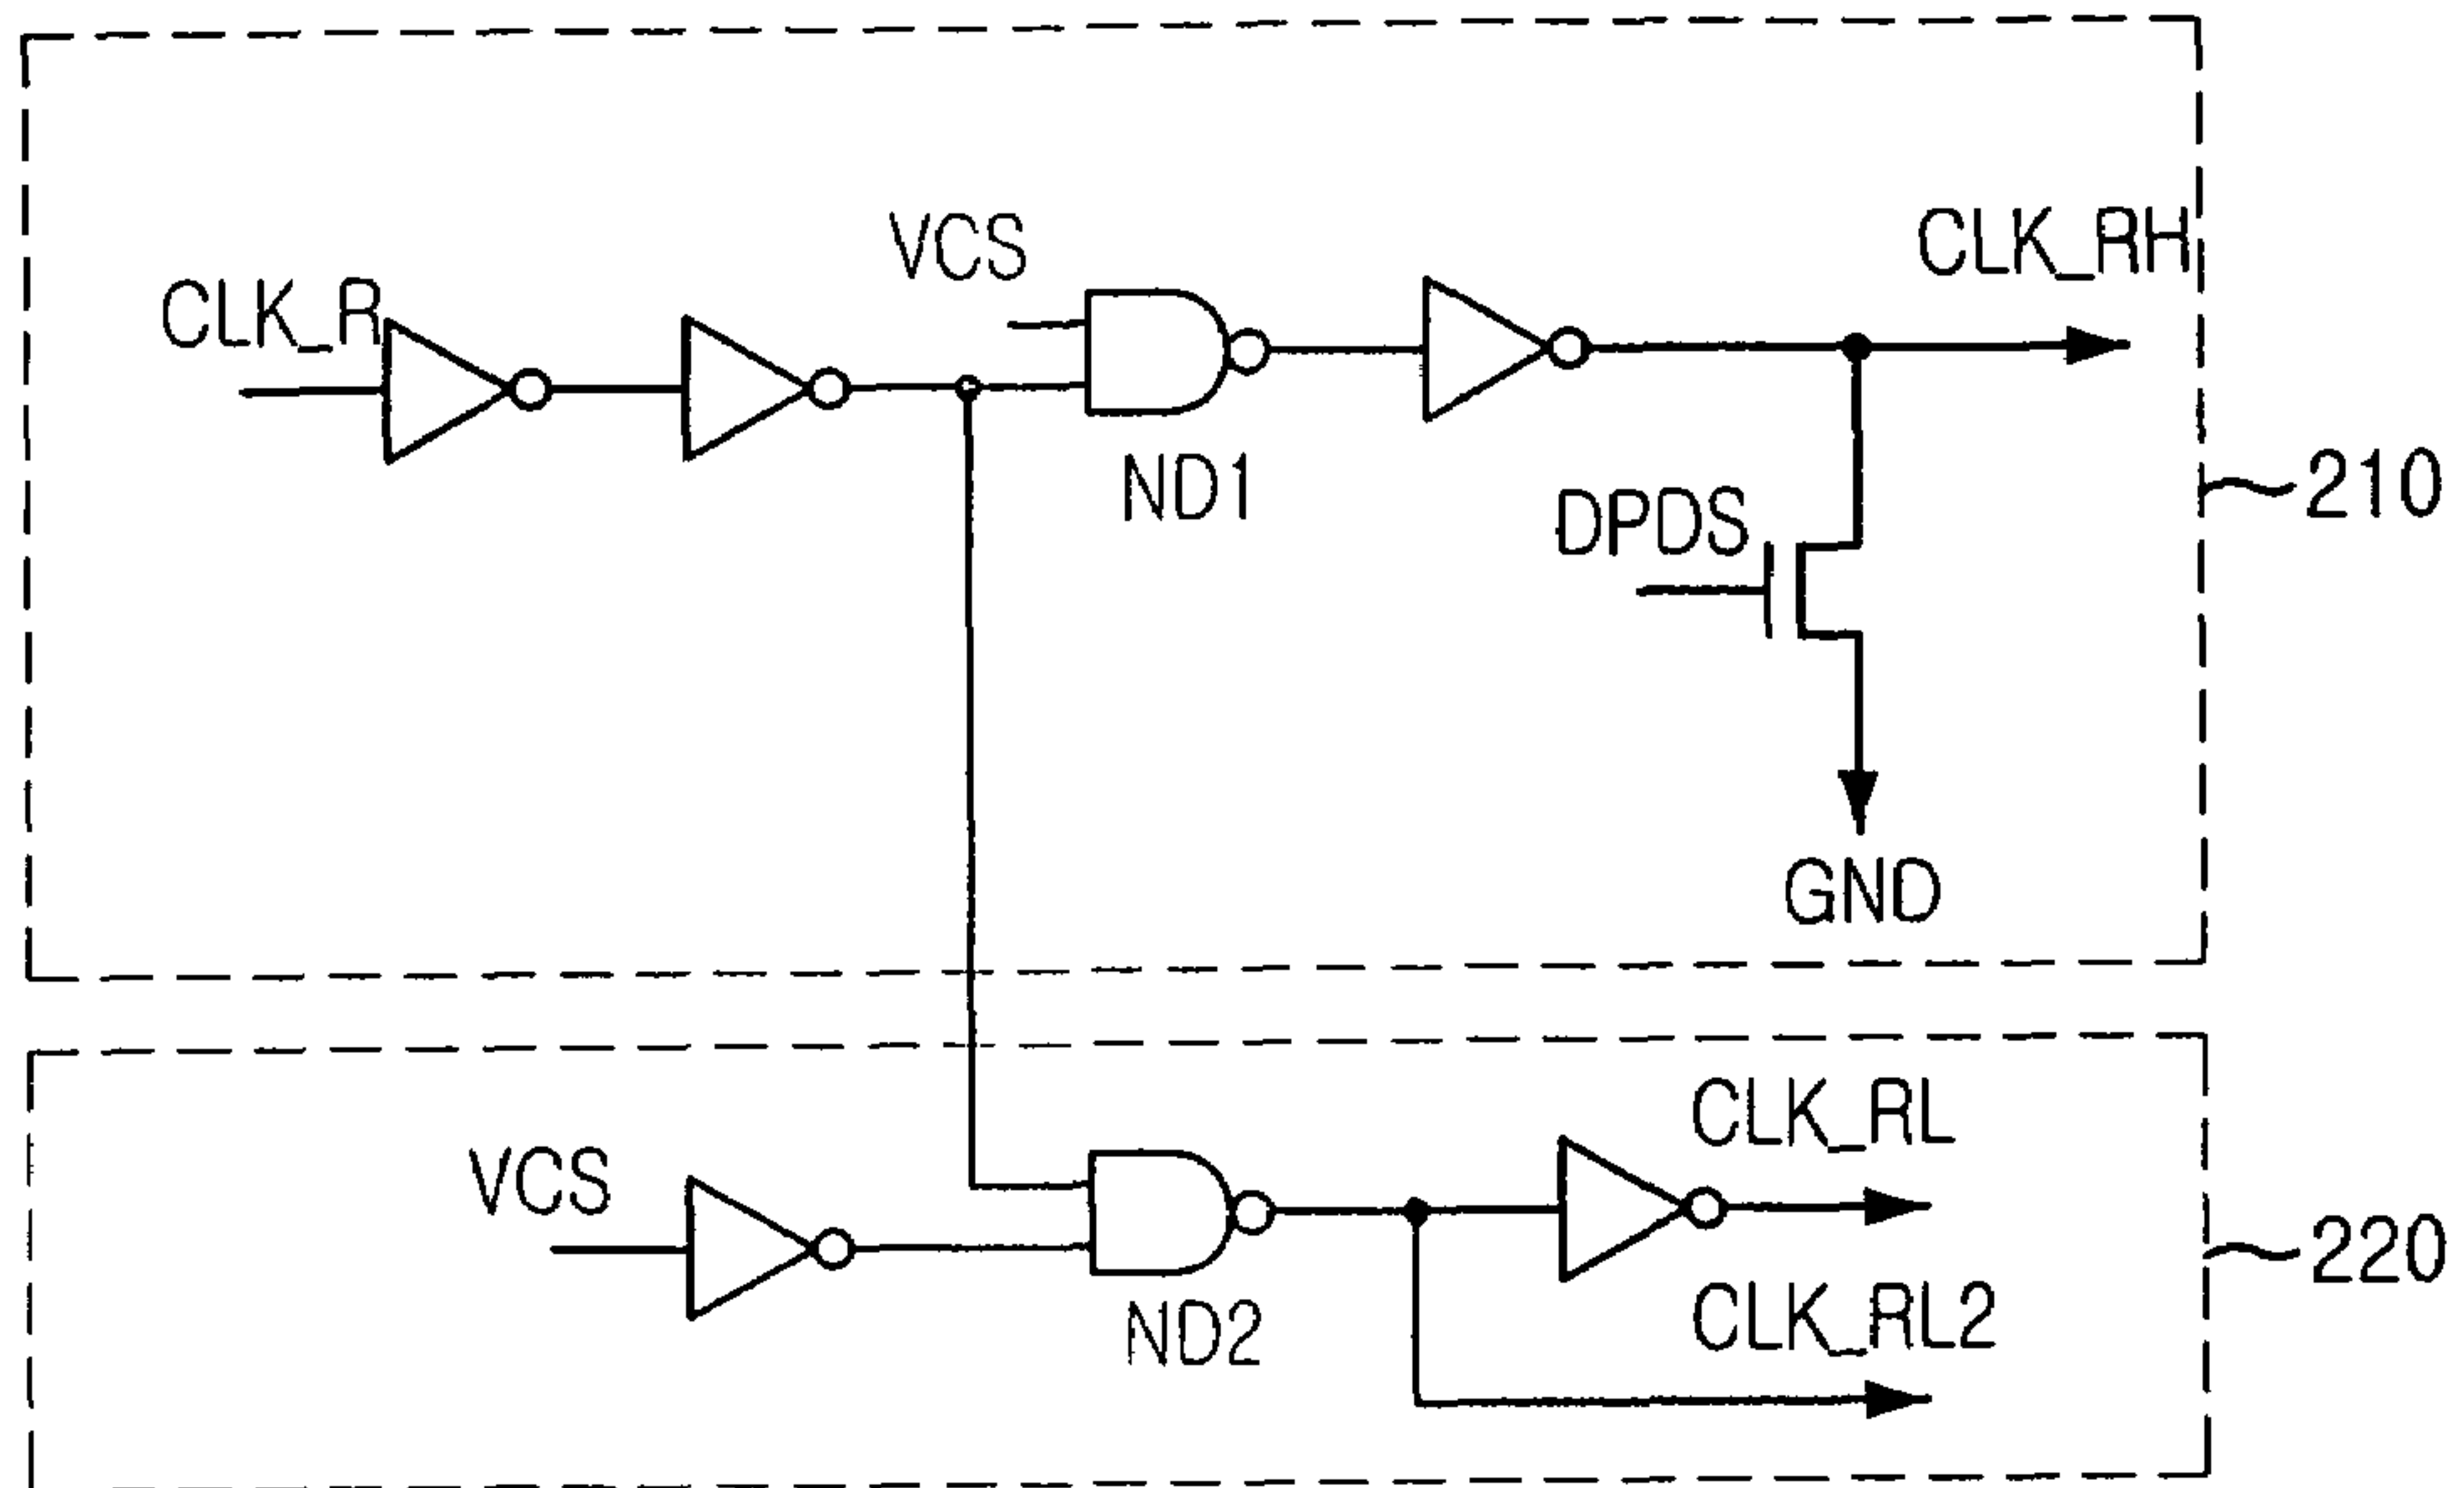 VCS
CLK_RH
CLK_R
ND1
DPDS
210
GND
CLK_RL
VCS
220
CLK_RL2
ND2